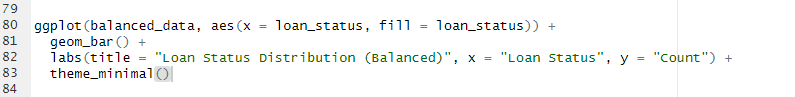 79
80 ggplot(balanced_data, aes(x = loan_status, fill = loan_status)) +
81   geom_bar() +
82   labs(title = "Loan Status Distribution (Balanced)", x = "Loan Status", y = "Count") +
83   theme_minimal()
84